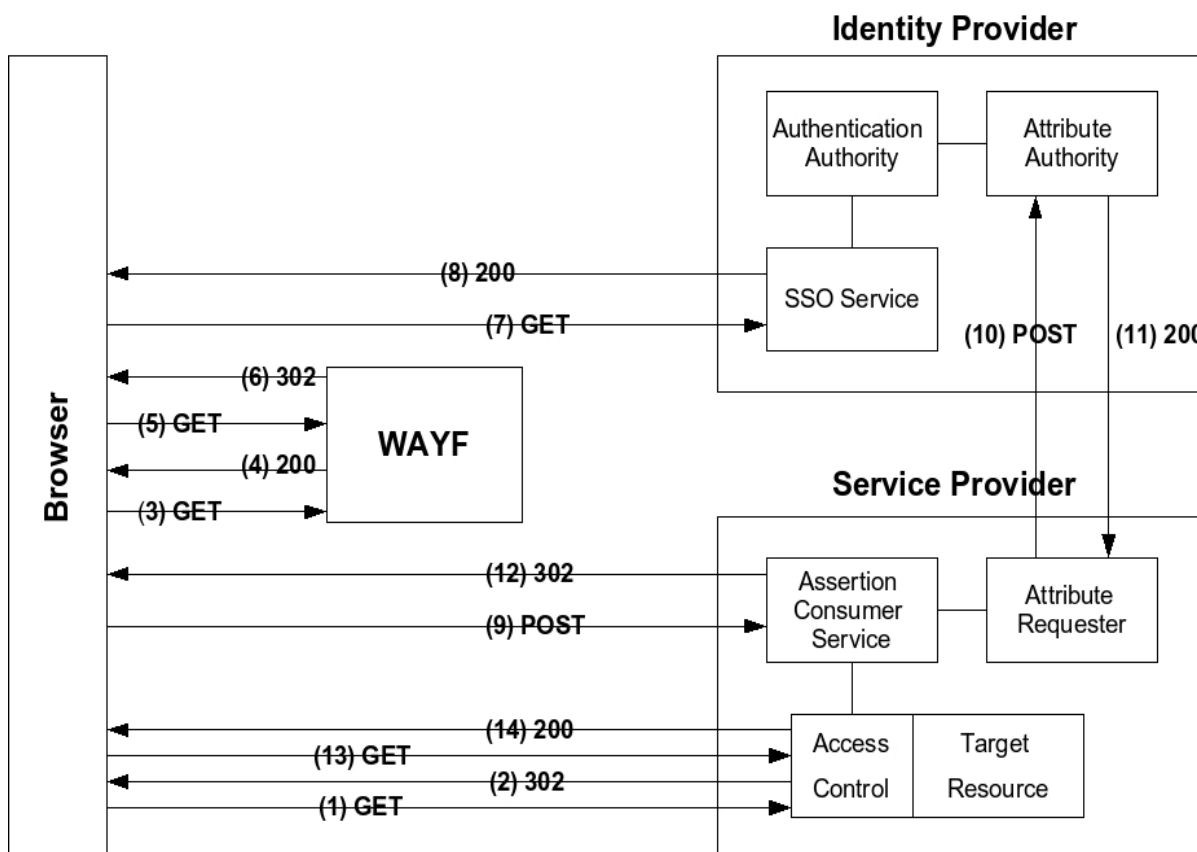 Identity Provider
Authentication
Authority
Attribute
Authority
(8) 200
SSO Service
(7) GET
(10) POST
(11) 200
(6) 302
(5) GET
WAYF
(4) 200
(3) GET
Browser
Service Provider
(12) 302
Assertion
Consumer
Service
Attribute
Requester
(9) POST
(14) 200
(13) GET
(2) 302
(1) GET
Access
Control
Target
Resource